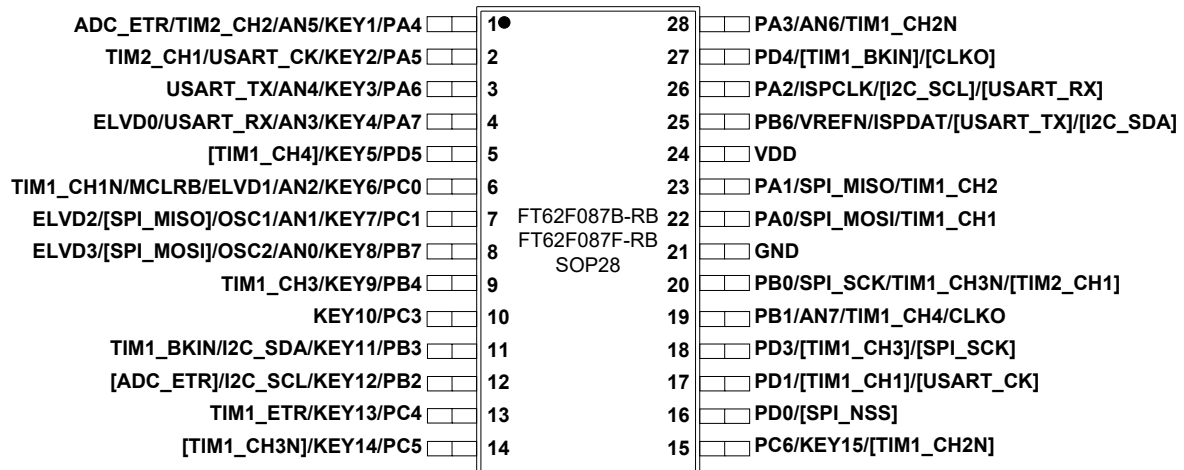 ADC_ETR/TIM2_CH2/AN5/KEY1/PA4 1 28 PA3/AN6/TIM1_CH2N
TIM2_CH1/USART_CK/KEY2/PA5 2 27 PD4/[TIM1_BKIN]/[CLKO]
USART_TX/AN4/KEY3/PA6 3 26 PA2/ISPCLK/[I2C_SCL]/[USART_RX]
ELVD0/USART_RX/AN3/KEY4/PA7 4 25 PB6/VREFN/ISPDAT/[USART_TX]/[I2C_SDA]
[TIM1_CH4]/KEY5/PD5 5 24 VDD
TIM1_CH1N/MCLRB/ELVD1/AN2/KEY6/PC0 6 23 PA1/SPI_MISO/TIM1_CH2
ELVD2/[SPI_MISO]/OSC1/AN1/KEY7/PC1 7 FT62F087B-RB 22 PA0/SPI_MOSI/TIM1_CH1
FT62F087F-RB
ELVD3/[SPI_MOSI]/OSC2/AN0/KEY8/PB7 8 SOP28 21 GND
TIM1_CH3/KEY9/PB4 9 20 PB0/SPI_SCK/TIM1_CH3N/[TIM2_CH1]
KEY10/PC3 10 19 PB1/AN7/TIM1_CH4/CLKO
TIM1_BKIN/I2C_SDA/KEY11/PB3 11 18 PD3/[TIM1_CH3]/[SPI_SCK]
[ADC_ETR]/I2C_SCL/KEY12/PB2 12 17 PD1/[TIM1_CH1]/[USART_CK]
TIM1_ETR/KEY13/PC4 13 16 PD0/[SPI_NSS]
[TIM1_CH3N]/KEY14/PC5 14 15 PC6/KEY15/[TIM1_CH2N]